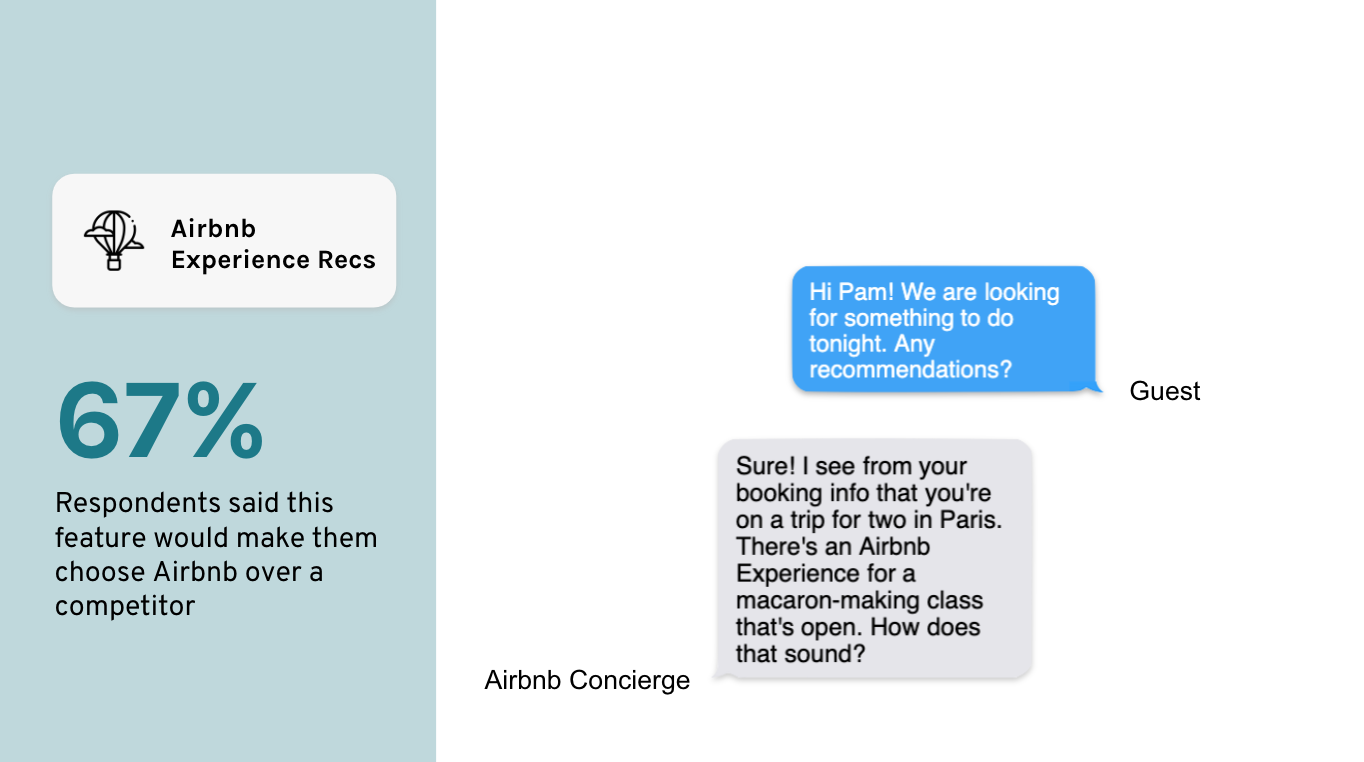 Airbnb
Experience Recs
67%
Respondents said this
feature would make them
choose Airbnb over a
competitor
Hi Pam! We are looking
for something to do
tonight. Any
recommendations?
Guest
Sure! I see from your
booking info that you're
on a trip for two in Paris.
There's an Airbnb
Experience for a
macaron-making class
that's open. How does
that sound?
Airbnb Concierge